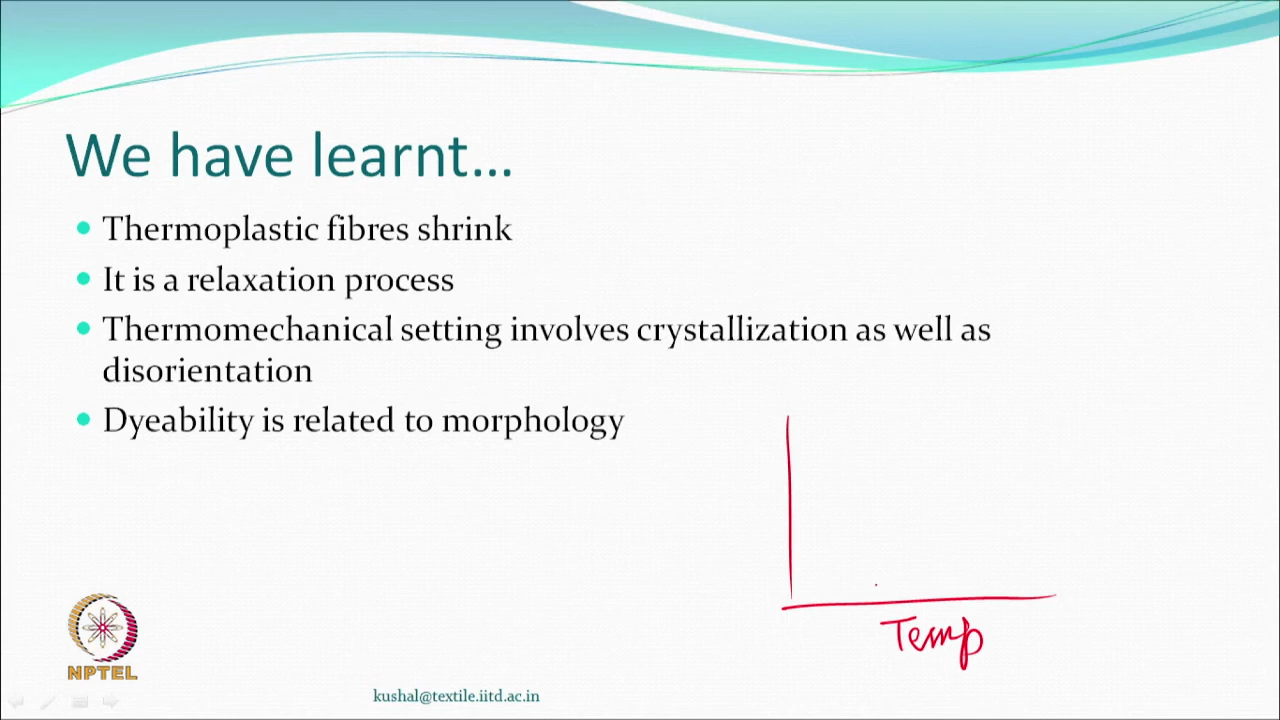 We have learnt...
Thermoplastic fibres shrink
It is a relaxation process
Thermomechanical setting involves crystallization as well as
disorientation
Dyeability is related to morphology
Temp
NPTEL
kushal@textile.iitd.ac.in